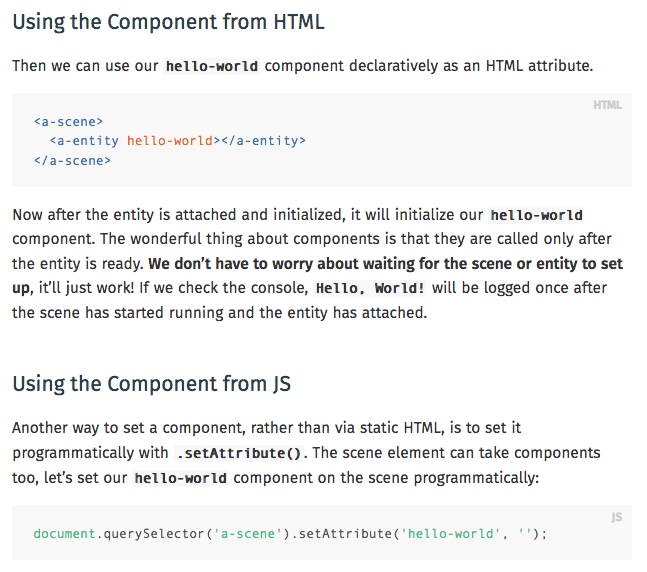 Using the Component from HTML
Then we can use our hello-world component declaratively as an HTML attribute.
HTML
<a-scene>
  <a-entity hello-world></a-entity>
</a-scene>
Now after the entity is attached and initialized, it will initialize our hello-world
component. The wonderful thing about components is that they are called only after
the entity is ready. We don’t have to worry about waiting for the scene or entity to set
up, it’ll just work! If we check the console, Hello, World! will be logged once after
the scene has started running and the entity has attached.
Using the Component from JS
Another way to set a component, rather than via static HTML, is to set it
programmatically with .setAttribute(). The scene element can take components
too, let’s set our hello-world component on the scene programmatically:
JS
document.querySelector('a-scene').setAttribute('hello-world', '');